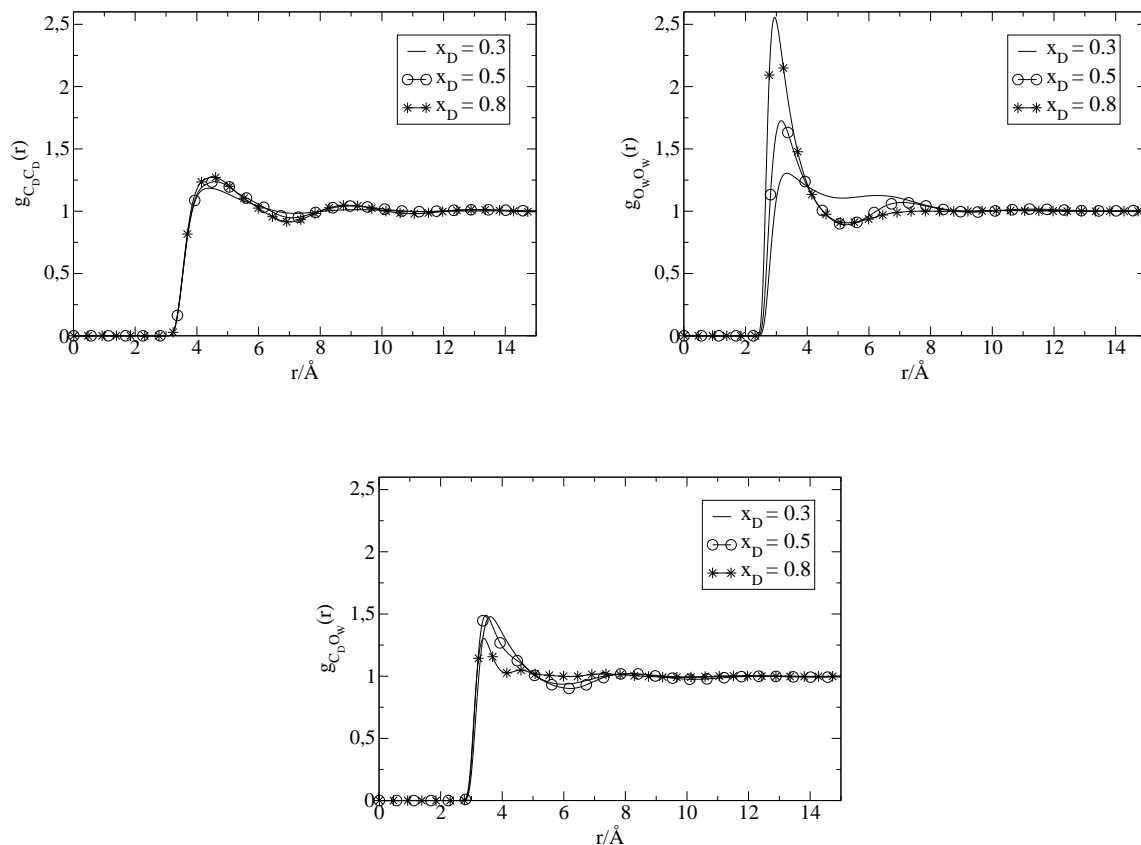 2,5
2
1,5
1
0,5
0
g_{C_D C_D}(r)
x_D = 0.3
x_D = 0.5
x_D = 0.8
0 2 4 6 8 10 12 14
r/Å
2,5
2
1,5
1
0,5
0
g_{O_W O_W}(r)
x_D = 0.3
x_D = 0.5
x_D = 0.8
0 2 4 6 8 10 12 14
r/Å
2,5
2
1,5
1
0,5
0
g_{C_D O_W}(r)
x_D = 0.3
x_D = 0.5
x_D = 0.8
0 2 4 6 8 10 12 14
r/Å